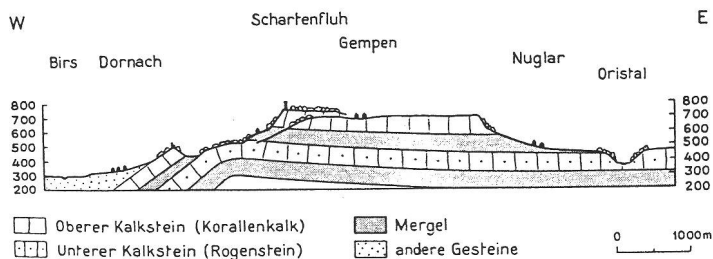 W
E
Schartenfluh
Gempen
Nuglar
Birs
Dornach
Oristal
800
700
600
500
400
300
200
800
700
600
500
400
300
200
Oberer Kalkstein (Korallenkalk)
Mergel
Unterer Kalkstein (Rogenstein)
andere Gesteine
0
1000m